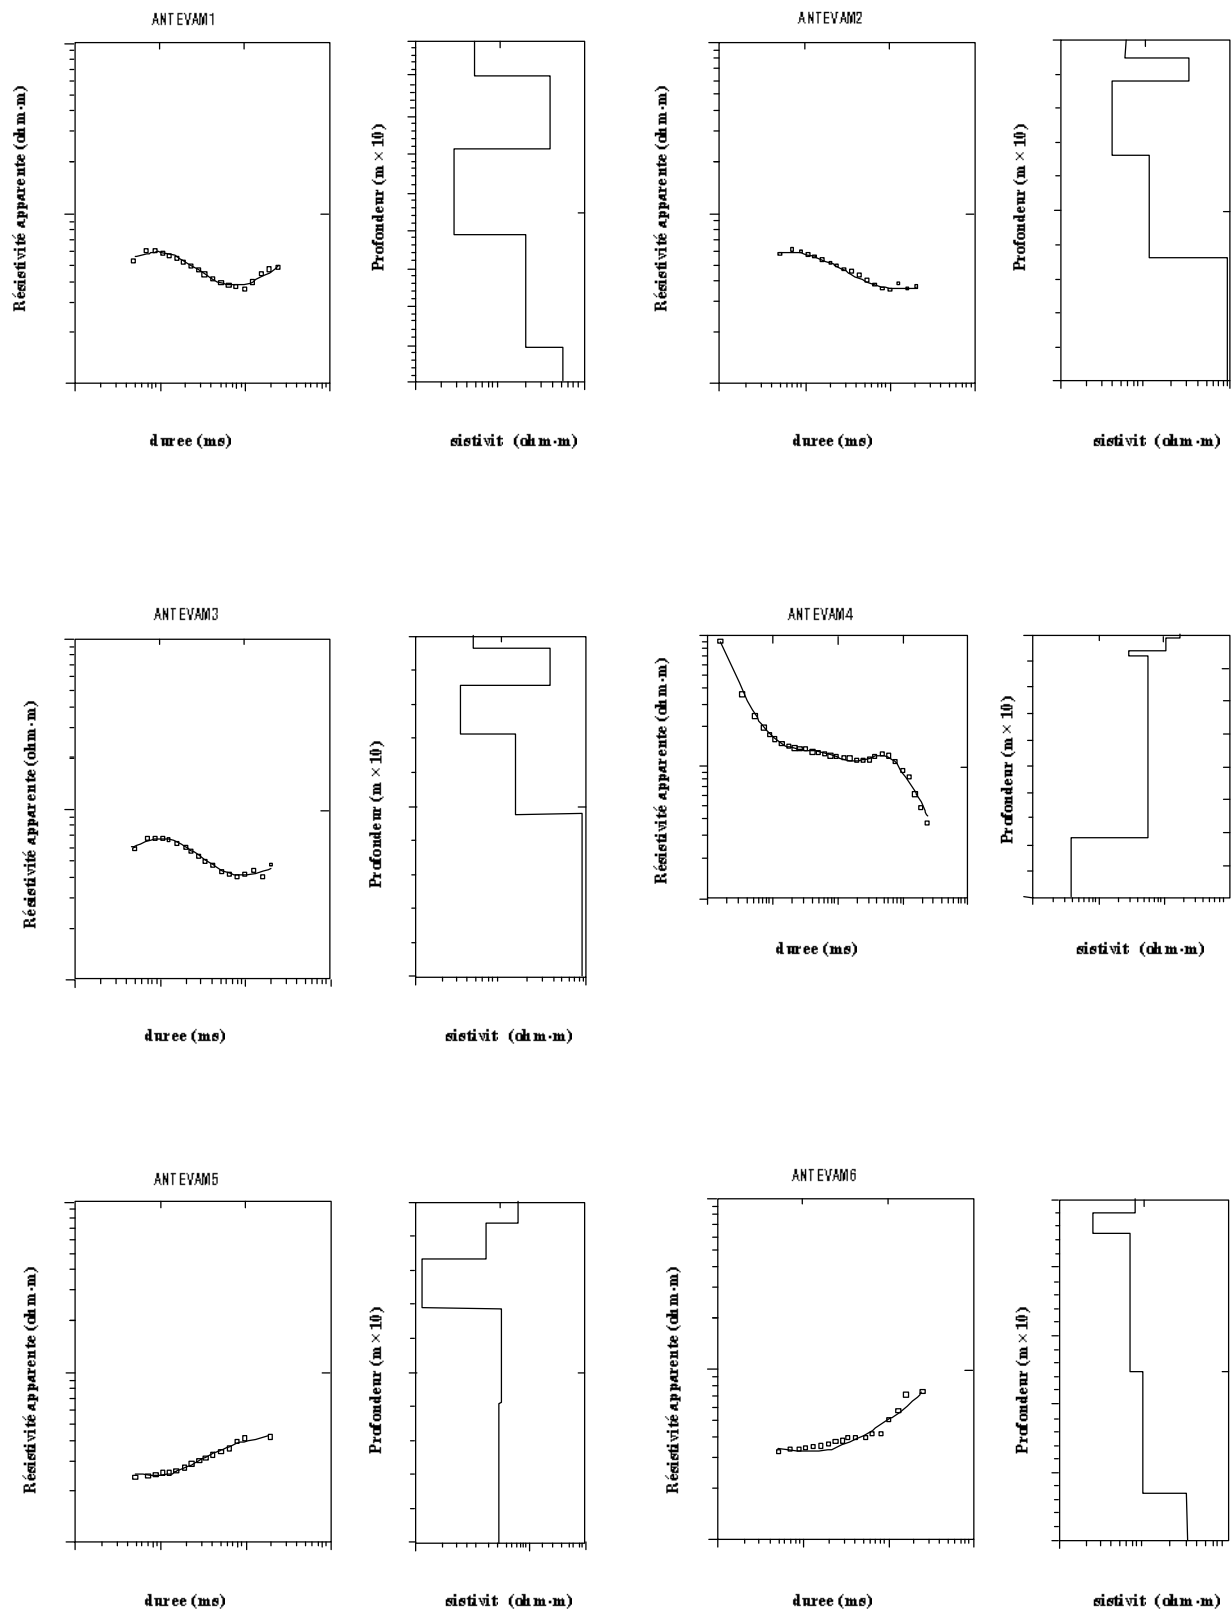 ANTEVAM1
ANTEVAM2
Résistivité apparente (ohm·m)
Profondeur (m × 10)
Résistivité apparente (ohm·m)
Profondeur (m × 10)
duree (ms)
sistivit (ohm·m)
duree (ms)
sistivit (ohm·m)
ANTEVAM3
ANTEVAM4
Résistivité apparente (ohm·m)
Profondeur (m × 10)
Résistivité apparente (ohm·m)
Profondeur (m × 10)
duree (ms)
sistivit (ohm·m)
duree (ms)
sistivit (ohm·m)
ANTEVAM5
ANTEVAM6
Résistivité apparente (ohm·m)
Profondeur (m × 10)
Résistivité apparente (ohm·m)
Profondeur (m × 10)
duree (ms)
sistivit (ohm·m)
duree (ms)
sistivit (ohm·m)